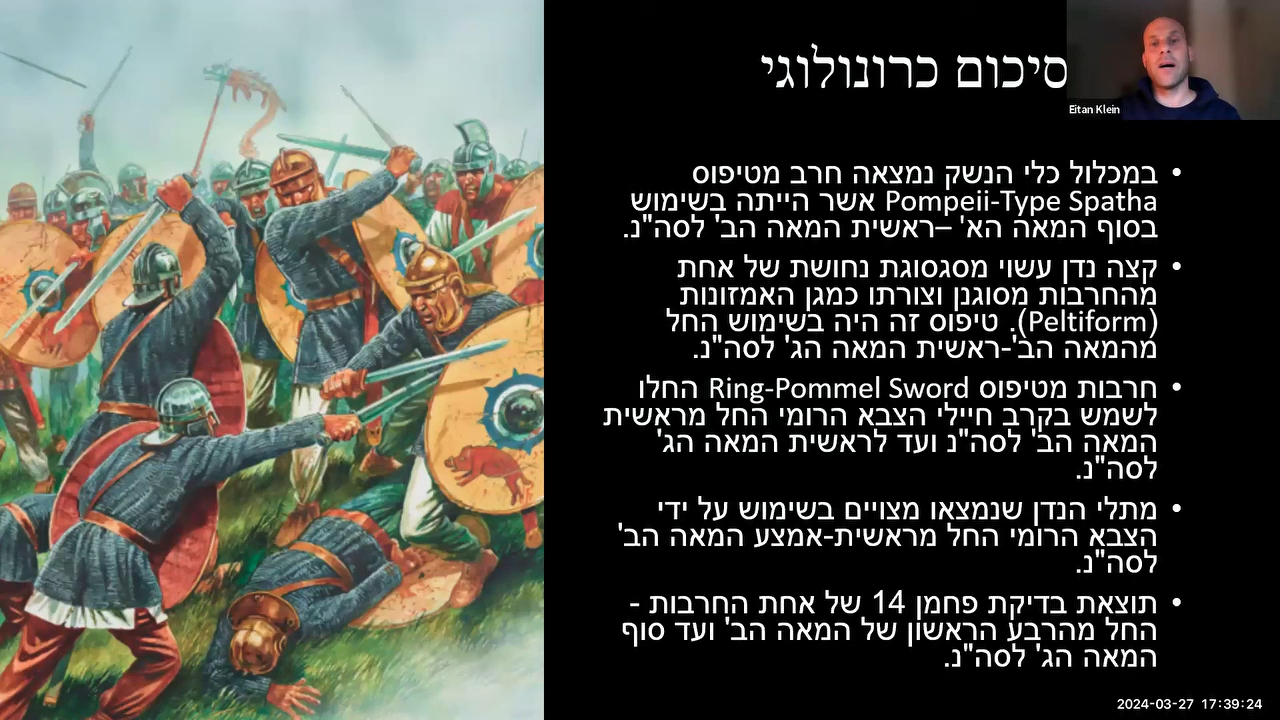 סיכום כרונולוגי
Eitan Klein
• במכלול כלי הנשק נמצאה חרב מטיפוס
Pompeii-Type Spatha אשר הייתה בשימוש
בסוף המאה הא' –ראשית המאה הב' לסה"נ.
• קצה נדן עשוי מסגסוגת נחושת של אחת
מהחרבות מסוגנן וצורתו כמגן האמזונות
(Peltiform). טיפוס זה היה בשימוש החל
מהמאה הב'-ראשית המאה הג' לסה"נ.
• חרבות מטיפוס Ring-Pommel Sword החלו
לשמש בקרב חיילי הצבא הרומי החל מראשית
המאה הב' לסה"נ ועד לראשית המאה הג'
לסה"נ.
• מתלי הנדן שנמצאו מצויים בשימוש על ידי
הצבא הרומי החל מראשית-אמצע המאה הב'
לסה"נ.
• תוצאת בדיקת פחמן 14 של אחת החרבות -
החל מהרבע הראשון של המאה הב' ועד סוף
המאה הג' לסה"נ.
2024-03-27 17:39:24